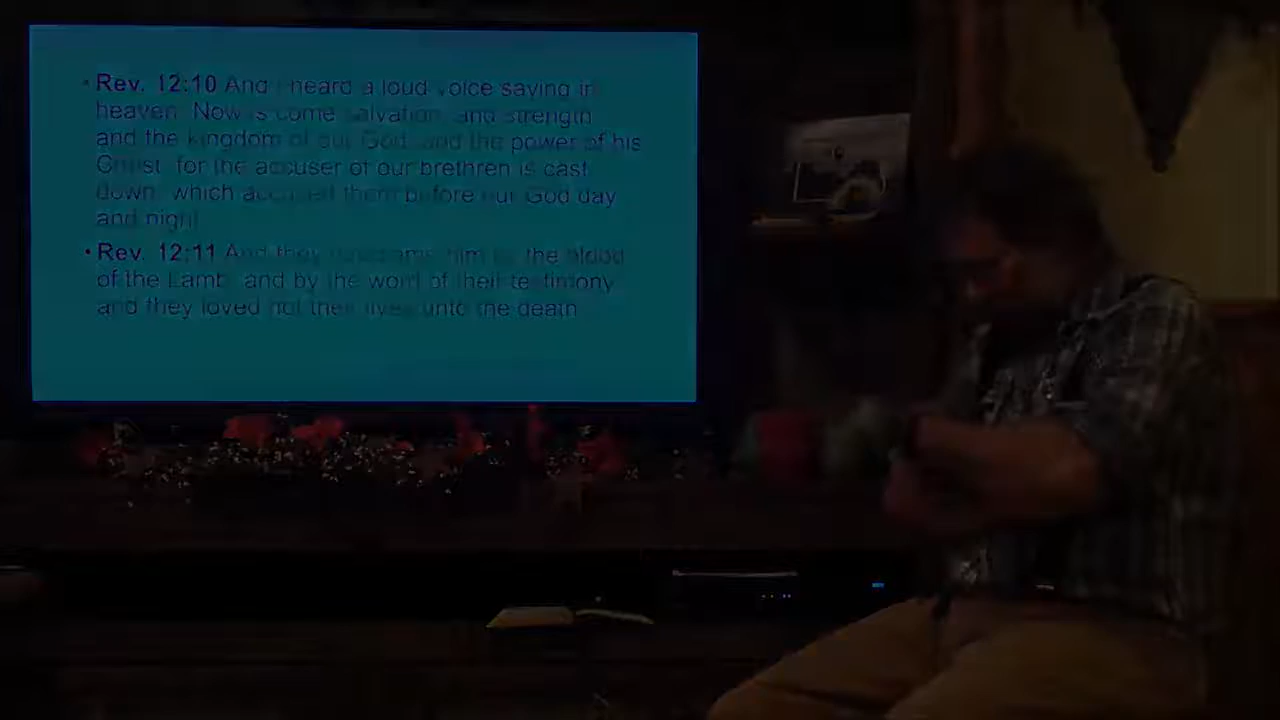 • Rev. 12:10 And I heard a loud voice saying in
heaven, Now is come salvation, and strength,
and the kingdom of our God, and the power of his
Christ: for the accuser of our brethren is cast
down, which accused them before our God day
and night.
• Rev. 12:11 And they overcame him by the blood
of the Lamb, and by the word of their testimony;
and they loved not their lives unto the death.